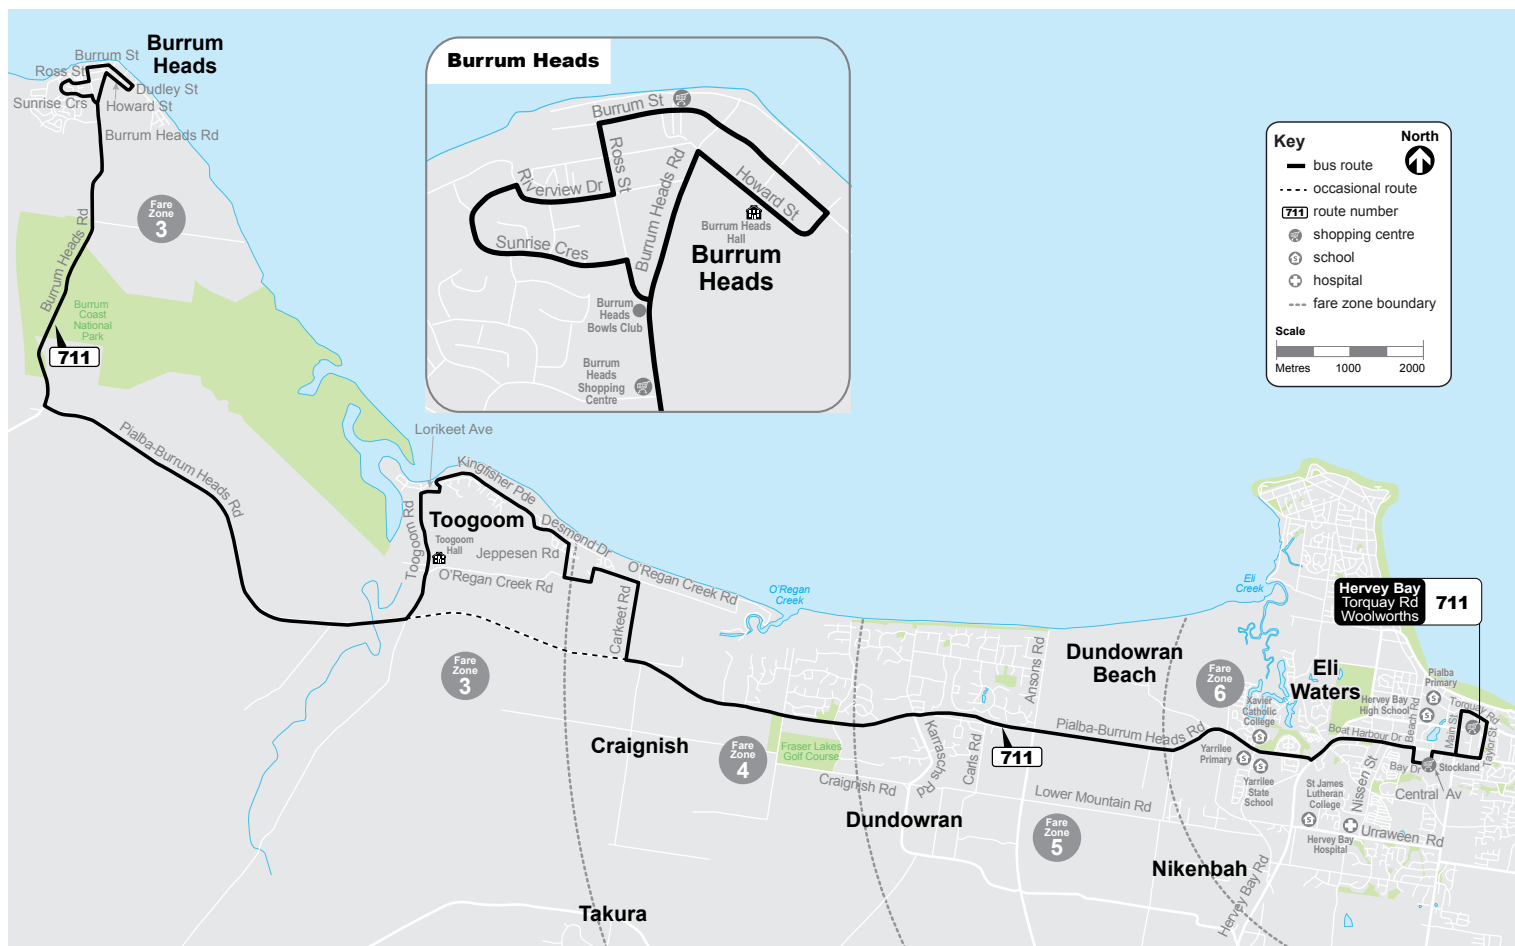 Burrum
Heads
Burrum St
Ross St
Dudley St
Sunrise Crs
Howard St
Burrum Heads Rd
Fare
Zone
3
Burrum Heads Rd
Burrum
Coast
National
Park
711
Pialba-Burrum Heads Rd
Burrum Heads
Burrum St
Riverview Dr
Ross St
Burrum Heads Rd
Howard St
Burrum Heads
Hall
Sunrise Cres
Burrum
Heads
Burrum
Heads
Bowls Club
Burrum
Heads
Shopping
Centre
Key
North
bus route
occasional route
711 route number
shopping centre
S school
hospital
fare zone boundary
Scale
Metres 1000 2000
Lorikeet Ave
Kingfisher Pde
Toogoom
Toogoom Rd
Toogoom
Hall
Desmond Dr
Jeppesen Rd
O'Regan Creek Rd
O'Regan Creek Rd
O'Regan
Creek
Carkeet Rd
Fare
Zone
3
Craignish
Fare
Zone
4
Fraser Lakes
Golf Course
Craignish Rd
Karraschs Rd
Carls Rd
Ansons Rd
711
Dundowran
Beach
Pialba-Burrum Heads Rd
Lower Mountain Rd
Dundowran
Fare
Zone
5
Takura
Nikenbah
Hervey Bay Rd
Eli
Creek
Hervey Bay
Torquay Rd
Woolworths
711
Fare
Zone
6
Eli
Waters
Xavier
Catholic
College
S
Pialba
Primary
S
Hervey Bay
High School
S
Beach Rd
Torquay Rd
Main St
Taylor St
Boat Harbour Dr
Bay Dr
Stockland
Central Av
Yarrilee
Primary
S
S
Yarrilee
State
School
St James
Lutheran
College
S
Nissen St
Hervey Bay
Hospital
Urraween Rd